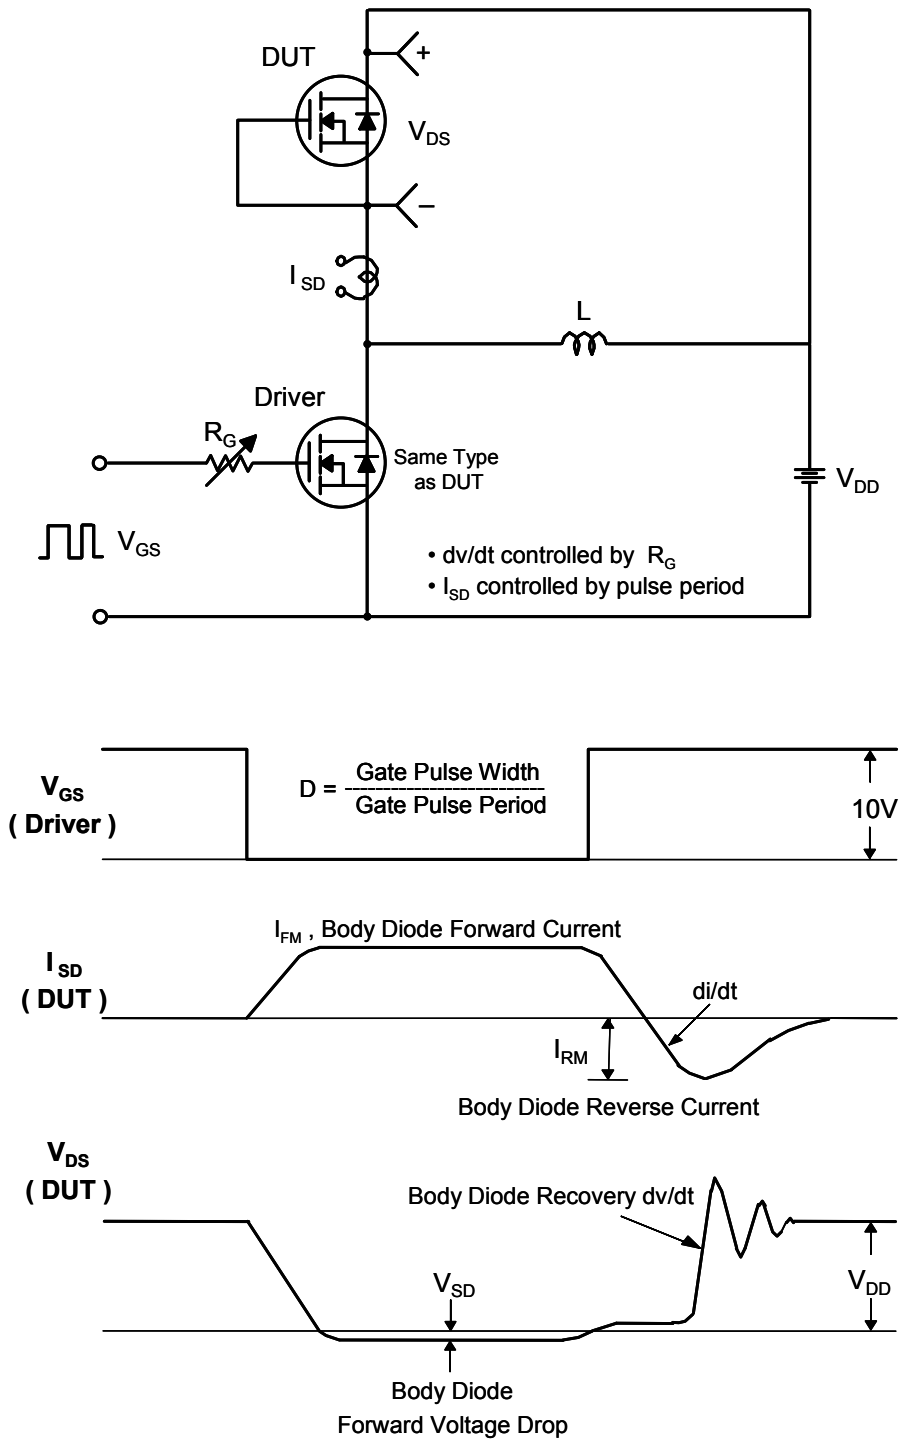 DUT
+
V_DS
−
I_SD
L
Driver
R_G
Same Type
as DUT
V_DD
V_GS
• dv/dt controlled by R_G
• I_SD controlled by pulse period
V_GS
( Driver )
D = Gate Pulse Width
--------------------------
Gate Pulse Period
10V
I_FM , Body Diode Forward Current
I_SD
( DUT )
di/dt
I_RM
Body Diode Reverse Current
V_DS
( DUT )
Body Diode Recovery dv/dt
V_SD
V_DD
Body Diode
Forward Voltage Drop